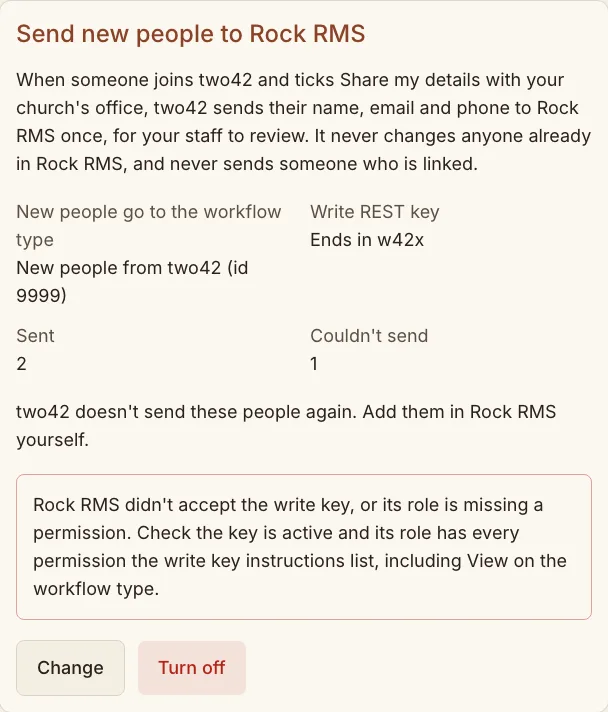 Send new people to Rock RMS
When someone joins two42 and ticks Share my details with your
church's office, two42 sends their name, email and phone to Rock
RMS once, for your staff to review. It never changes anyone already
in Rock RMS, and never sends someone who is linked.
New people go to the workflow
type
New people from two42 (id
9999)
Write REST key
Ends in w42x
Sent
2
Couldn't send
1
two42 doesn't send these people again. Add them in Rock RMS
yourself.
Rock RMS didn't accept the write key, or its role is missing a
permission. Check the key is active and its role has every
permission the write key instructions list, including View on the
workflow type.
Change
Turn off